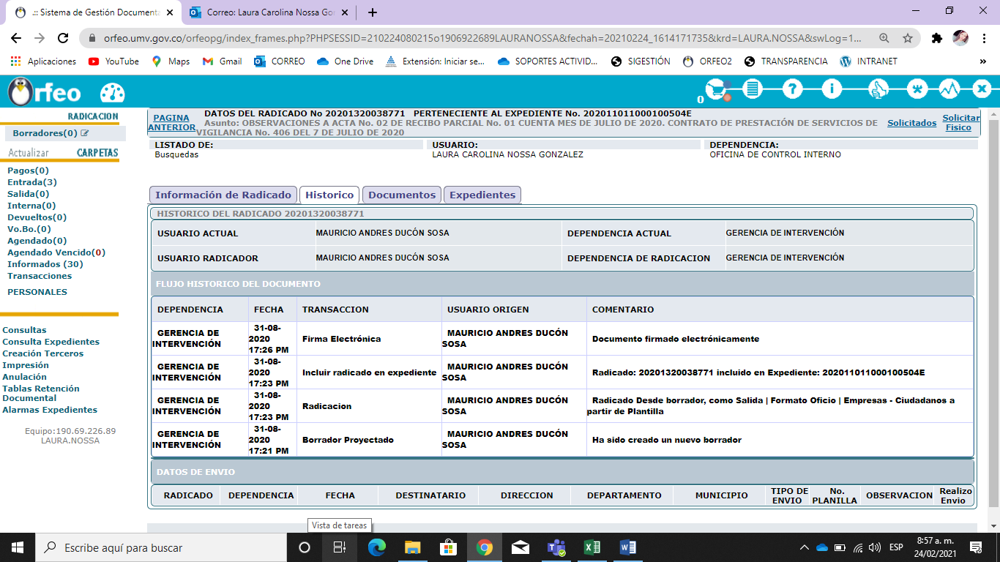 .:: Sistema de Gestión Documenta
Correo: Laura Carolina Nossa Go
orfeo.umv.gov.co/orfeopg/index_frames.php?PHPSESSID=210224080215o1906922689LAURANOSSA&fechah=20210224_1614171735&krd=LAURA.NOSSA&swLog=1...
Aplicaciones YouTube Maps Gmail CORREO One Drive Extensión: Iniciar se... SOPORTES ACTIVID... SIGESTIÓN ORFEO2 TRANSPARENCIA INTRANET »
Orfeo
0
RADICACION
Borradores(0)
Actualizar CARPETAS
Pagos(0)
Entrada(3)
Salida(0)
Interna(0)
Devueltos(0)
Vo.Bo.(0)
Agendado(0)
Agendado Vencido(0)
Informados (30)
Transacciones
PERSONALES
Consultas
Consulta Expedientes
Creación Terceros
Impresión
Anulación
Tablas Retención
Documental
Alarmas Expedientes
Equipo:190.69.226.89
LAURA.NOSSA
PAGINA
ANTERIOR
DATOS DEL RADICADO No 20201320038771 PERTENECIENTE AL EXPEDIENTE No. 202011011000100504E
Asunto: OBSERVACIONES A ACTA No. 02 DE RECIBO PARCIAL No. 01 CUENTA MES DE JULIO DE 2020. CONTRATO DE PRESTACIÓN DE SERVICIOS DE
VIGILANCIA No. 406 DEL 7 DE JULIO DE 2020
Solicitados
Solicitar
Fisico
LISTADO DE: USUARIO: DEPENDENCIA:
Busquedas LAURA CAROLINA NOSSA GONZALEZ OFICINA DE CONTROL INTERNO
Información de Radicado Historico Documentos Expedientes
HISTORICO DEL RADICADO 20201320038771
USUARIO ACTUAL MAURICIO ANDRES DUCÓN SOSA DEPENDENCIA ACTUAL GERENCIA DE INTERVENCIÓN
USUARIO RADICADOR MAURICIO ANDRES DUCÓN SOSA DEPENDENCIA DE RADICACION GERENCIA DE INTERVENCIÓN
FLUJO HISTORICO DEL DOCUMENTO
DEPENDENCIA FECHA TRANSACCION USUARIO ORIGEN COMENTARIO
GERENCIA DE
INTERVENCIÓN
31-08-
2020
17:26 PM
Firma Electrónica
MAURICIO ANDRES DUCÓN
SOSA
Documento firmado electrónicamente
GERENCIA DE
INTERVENCIÓN
31-08-
2020
17:23 PM
Incluir radicado en expediente
MAURICIO ANDRES DUCÓN
SOSA
Radicado: 20201320038771 incluido en Expediente: 202011011000100504E
GERENCIA DE
INTERVENCIÓN
31-08-
2020
17:23 PM
Radicacion
MAURICIO ANDRES DUCÓN
SOSA
Radicado Desde borrador, como Salida | Formato Oficio | Empresas - Ciudadanos a
partir de Plantilla
GERENCIA DE
INTERVENCIÓN
31-08-
2020
17:21 PM
Borrador Proyectado
MAURICIO ANDRES DUCÓN
SOSA
Ha sido creado un nuevo borrador
DATOS DE ENVIO
RADICADO DEPENDENCIA FECHA DESTINATARIO DIRECCION DEPARTAMENTO MUNICIPIO TIPO DE ENVIO No. PLANILLA OBSERVACION Realizo Envio
Vista de tareas
Escribe aquí para buscar
ESP
8:57 a. m.
24/02/2021